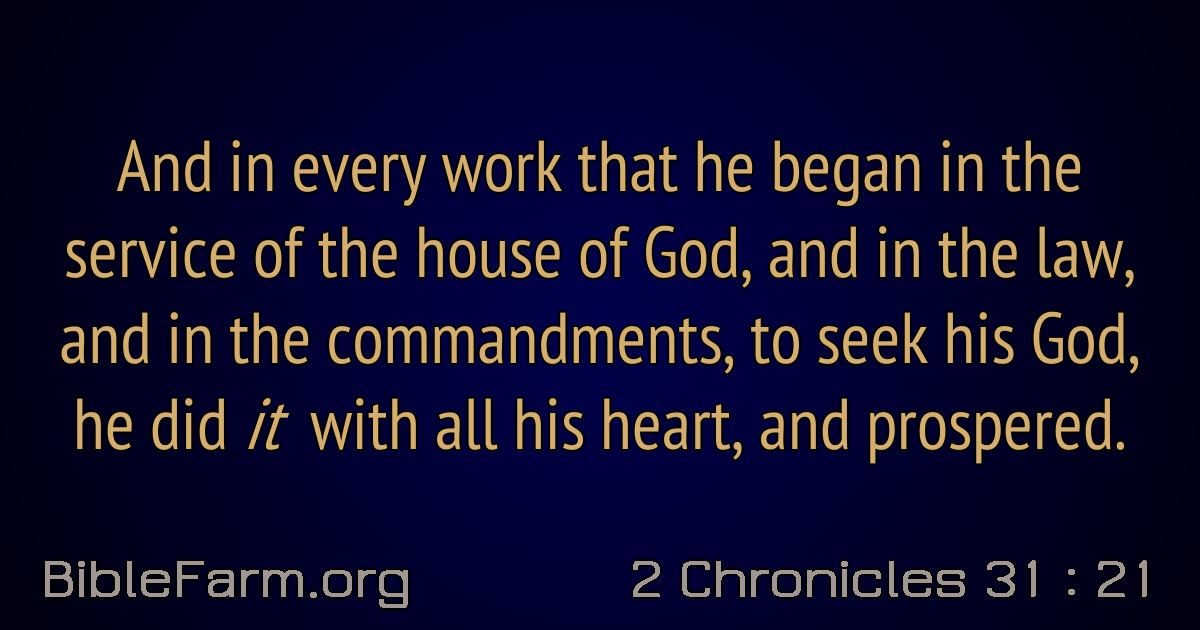 And in every work that he began in the
service of the house of God, and in the law,
and in the commandments, to seek his God,
he did it with all his heart, and prospered.
BibleFarm.org
2 Chronicles 31 : 21